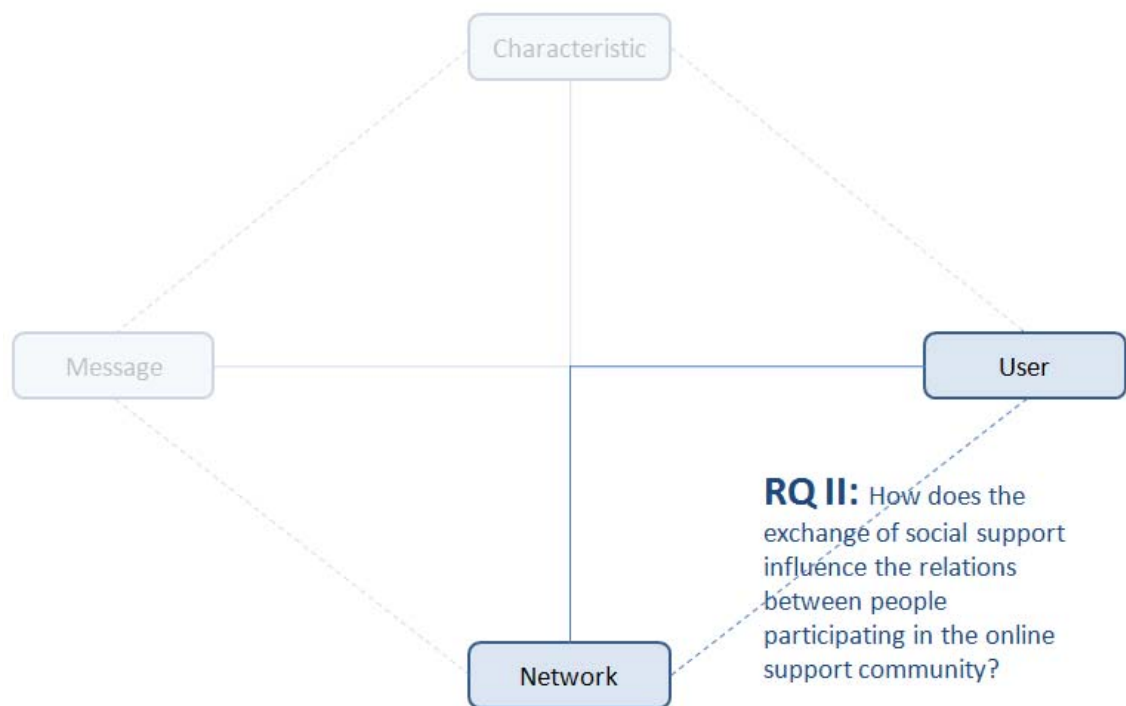 Characteristic
Message
User
RQ II: How does the
exchange of social support
influence the relations
between people
participating in the online
support community?
Network